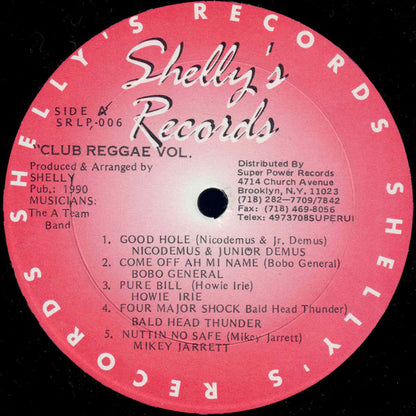 SHELLY'S RECORDS SHELLY'S RECORDS
Shelly's
Records
SIDE A
SRLP-006
"CLUB REGGAE VOL.
Produced & Arranged by
SHELLY
Pub.: 1990
MUSICIANS:
The A Team
Band
Distributed By
Super Power Records
4714 Church Avenue
Brooklyn, N.Y. 11023
(718) 282-7709/7842
Fax: (718) 469-8056
Telex: 4973708SUPERUI
1. GOOD HOLE (Nicodemus & Jr. Demus)
NICODEMUS & JUNIOR DEMUS
2. COME OFF AH MI NAME (Bobo General)
BOBO GENERAL
3. PURE BILL (Howie Irie)
HOWIE IRIE
4. FOUR MAJOR SHOCK Bald Head Thunder)
BALD HEAD THUNDER
5. NUTTIN NO SAFE (Mikey Jarrett)
MIKEY JARRETT